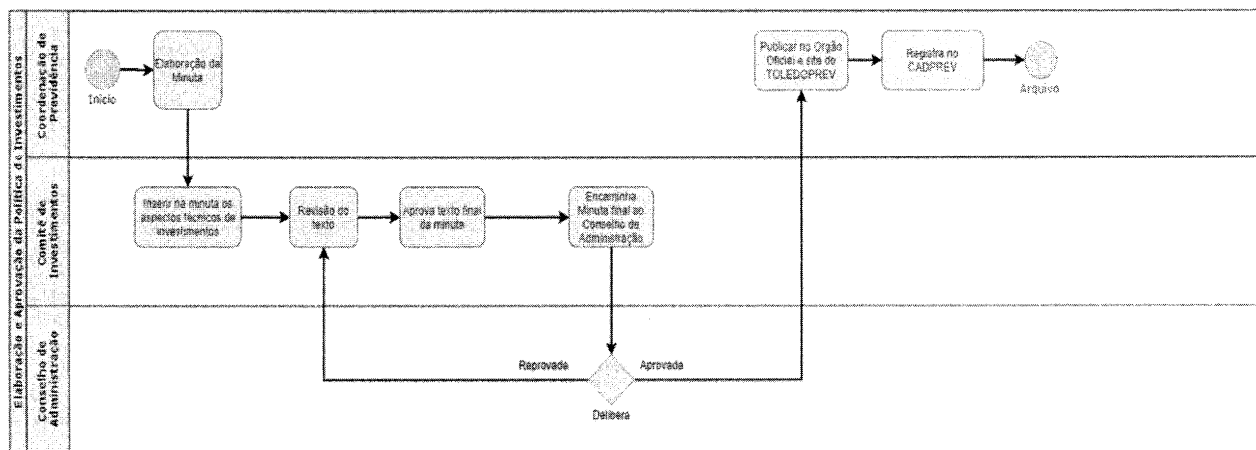 Elaboração e Aprovação da Política de Investimentos
Coordenação de
Previdência
Início
Elaboração da
Minuta
Publicar no Orgão
Oficial e site do
TOLEDOPREV
Registra no
CADPREV
Arquivo
Comitê de
Investimentos
Inserir na minuta os
aspectos técnicos de
investimentos
Revisão do
texto
Aprova texto final
da minuta
Encaminha
Minuta final ao
Conselho de
Administração
Conselho de
Administração
Reprovada
Aprovada
Delibera